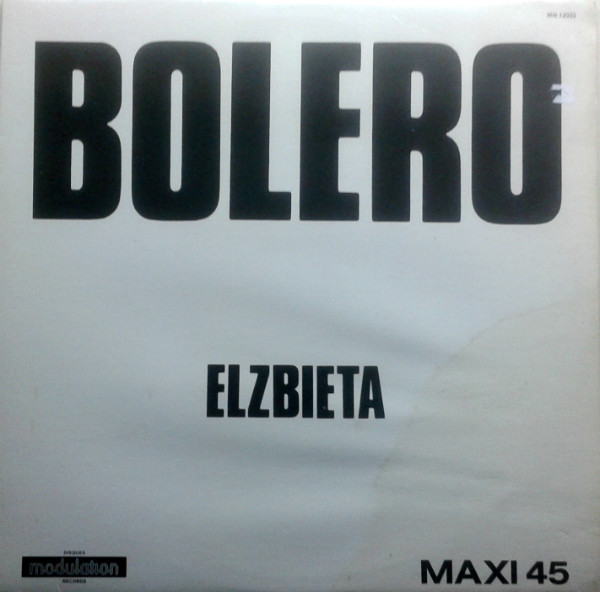 BOLERO
ELZBIETA
DISQUES
modulation
RECORDS
MAXI 45